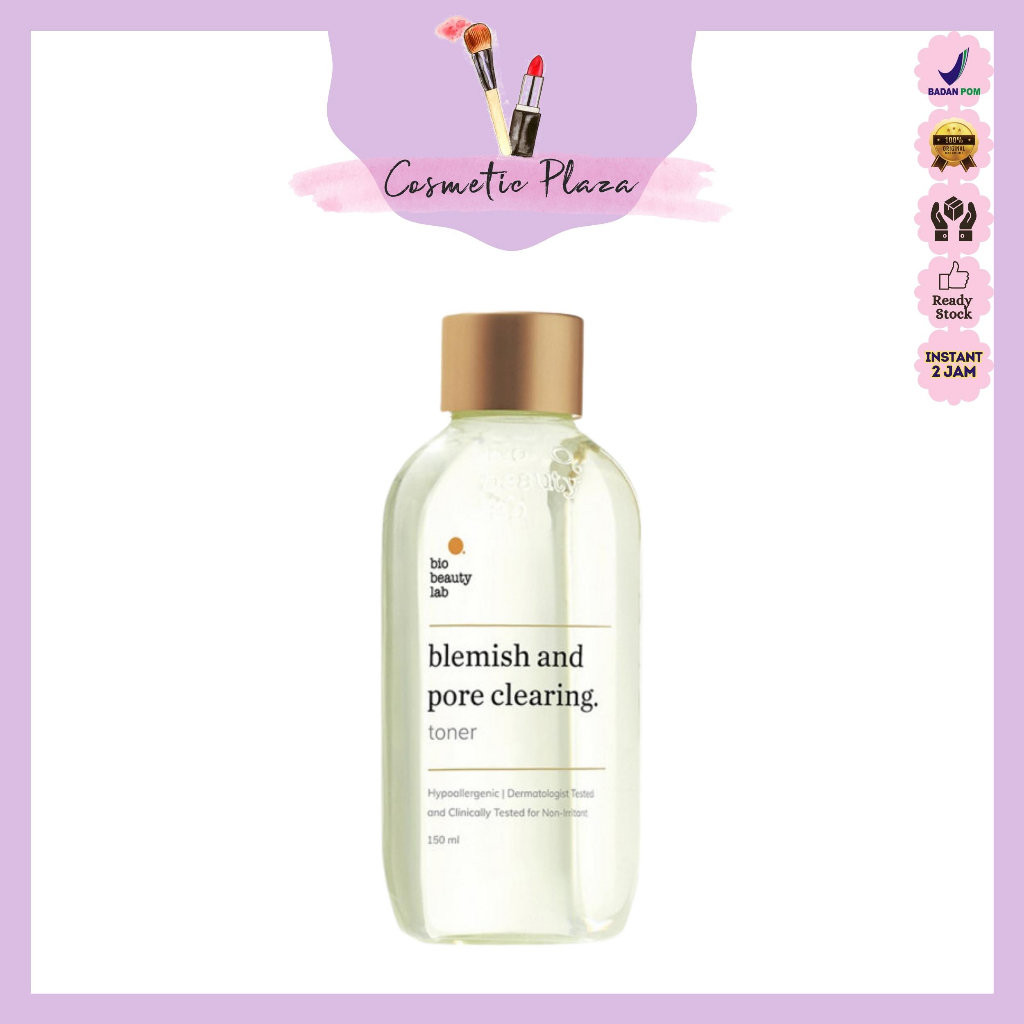 Cosmetic Plaza
BADAN POM
100%
ORIGINAL
Ready
Stock
INSTANT
2 JAM
beauty
bio
beauty
lab
blemish and
pore clearing.
toner
Hypoallergenic | Dermatologist Tested
and Clinically Tested for Non-Irritant
150 ml